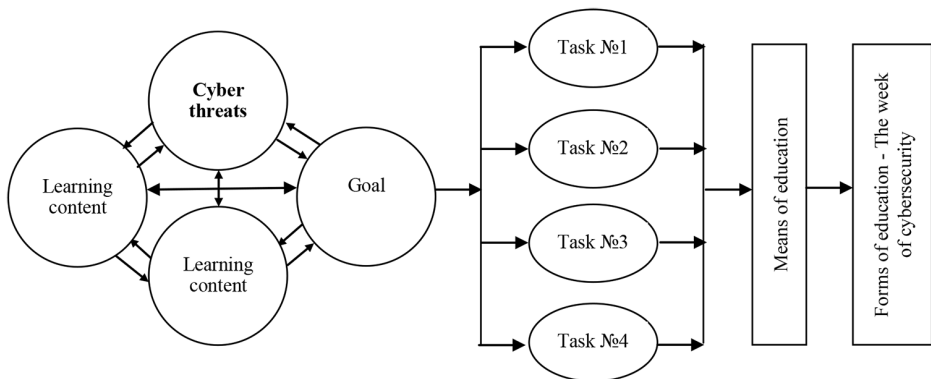 Cyber
threats
Learning
content
Goal
Learning
content
Task №1
Task №2
Task №3
Task №4
Means of education
Forms of education - The week
of cybersecurity